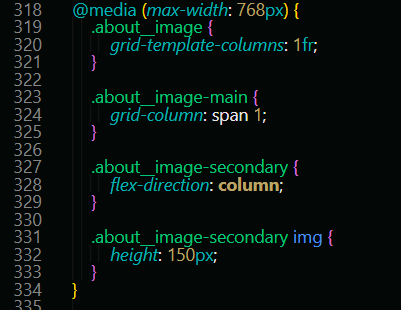 318 @media (max-width: 768px) {
319 .about__image {
320 grid-template-columns: 1fr;
321 }
322
323 .about__image-main {
324 grid-column: span 1;
325 }
326
327 .about__image-secondary {
328 flex-direction: column;
329 }
330
331 .about__image-secondary img {
332 height: 150px;
333 }
334 }
335